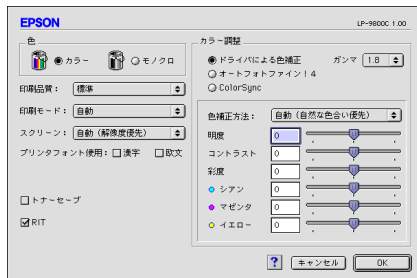 EPSON
LP-9800C 1.00
色
カラー
モノクロ
印刷品質：
標準
印刷モード：
自動
スクリーン：
自動（解像度優先）
プリンタフォント使用：
漢字
欧文
トナーセーブ
RIT
カラー調整
ドライバによる色補正
ガンマ
1.8
オートフォトファイン！4
ColorSync
色補正方法：
自動（自然な色合い優先）
明度
0
コントラスト
0
彩度
0
シアン
0
マゼンタ
0
イエロー
0
?
キャンセル
OK